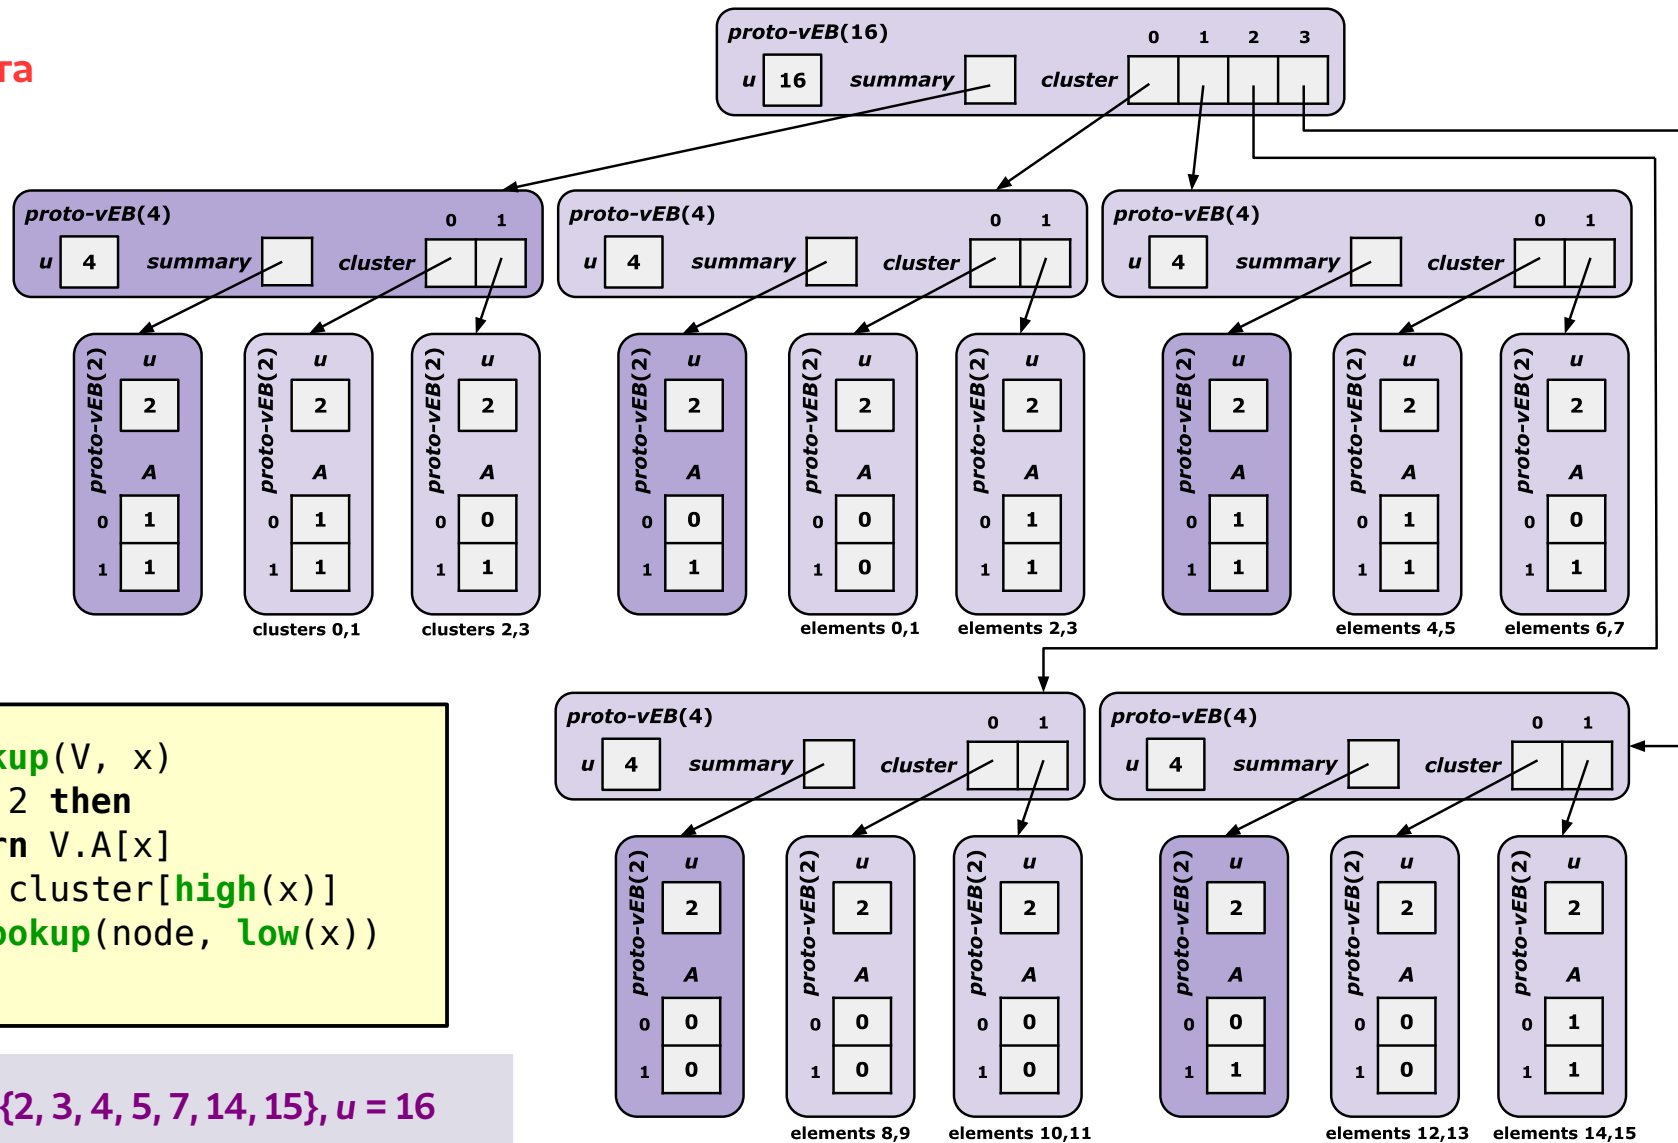 та
proto-vEB(16)
0 1 2 3
u 16 summary cluster
proto-vEB(4)
0 1
u 4 summary cluster
proto-vEB(4)
0 1
u 4 summary cluster
proto-vEB(4)
0 1
u 4 summary cluster
proto-vEB(2)
u
2
A
0 1
1 1
proto-vEB(2)
u
2
A
0 1
1 1
clusters 0,1
proto-vEB(2)
u
2
A
0 0
1 1
clusters 2,3
proto-vEB(2)
u
2
A
0 0
1 1
proto-vEB(2)
u
2
A
0 0
1 0
elements 0,1
proto-vEB(2)
u
2
A
0 1
1 1
elements 2,3
proto-vEB(2)
u
2
A
0 1
1 1
proto-vEB(2)
u
2
A
0 1
1 1
elements 4,5
proto-vEB(2)
u
2
A
0 0
1 1
elements 6,7
kup(V, x)
2 then
rn V.A[x]
cluster[high(x)]
ookup(node, low(x))
{2, 3, 4, 5, 7, 14, 15}, u = 16
proto-vEB(4)
0 1
u 4 summary cluster
proto-vEB(4)
0 1
u 4 summary cluster
proto-vEB(2)
u
2
A
0 0
1 0
proto-vEB(2)
u
2
A
0 0
1 0
elements 8,9
proto-vEB(2)
u
2
A
0 0
1 0
elements 10,11
proto-vEB(2)
u
2
A
0 0
1 1
proto-vEB(2)
u
2
A
0 0
1 0
elements 12,13
proto-vEB(2)
u
2
A
0 1
1 1
elements 14,15